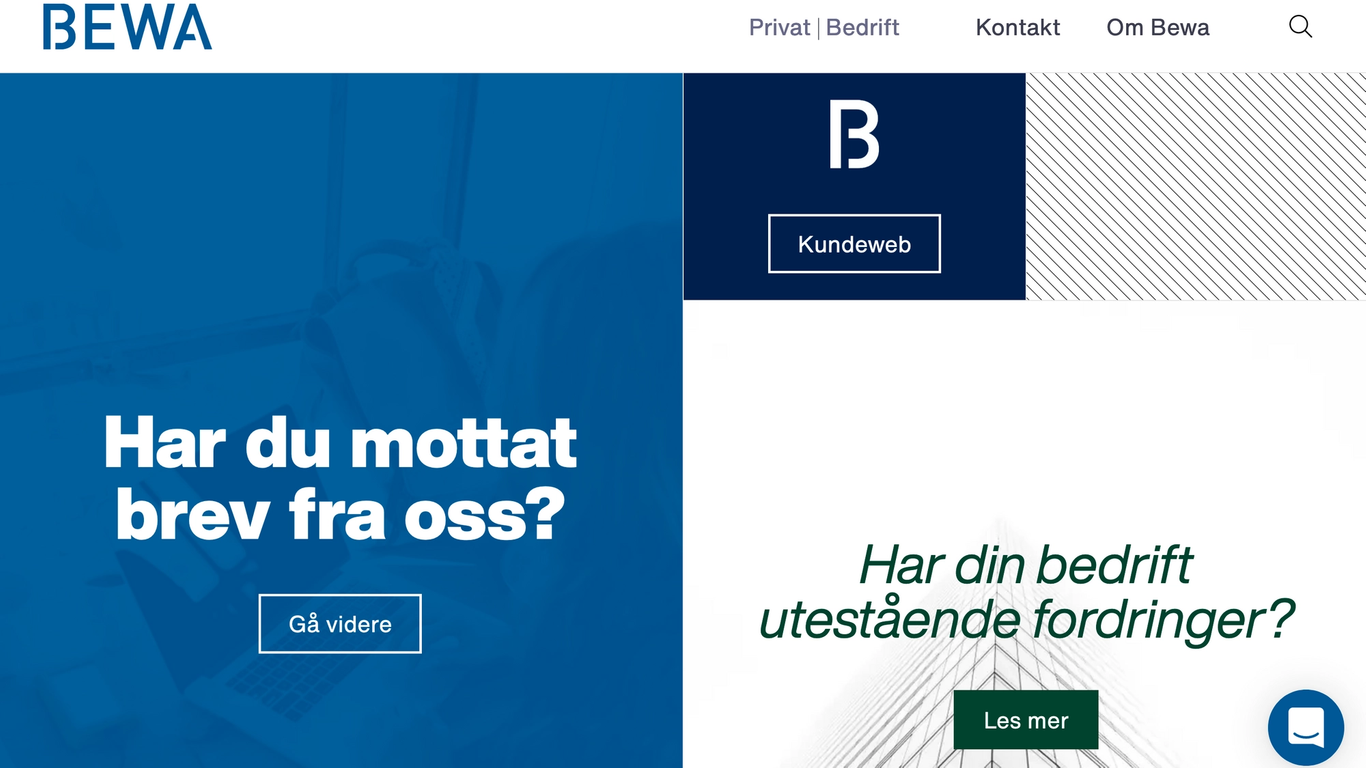 BEWA
Privat | Bedrift
Kontakt
Om Bewa
B
Kundeweb
Har du mottat
brev fra oss?
Gå videre
Har din bedrift
utestående fordringer?
Les mer